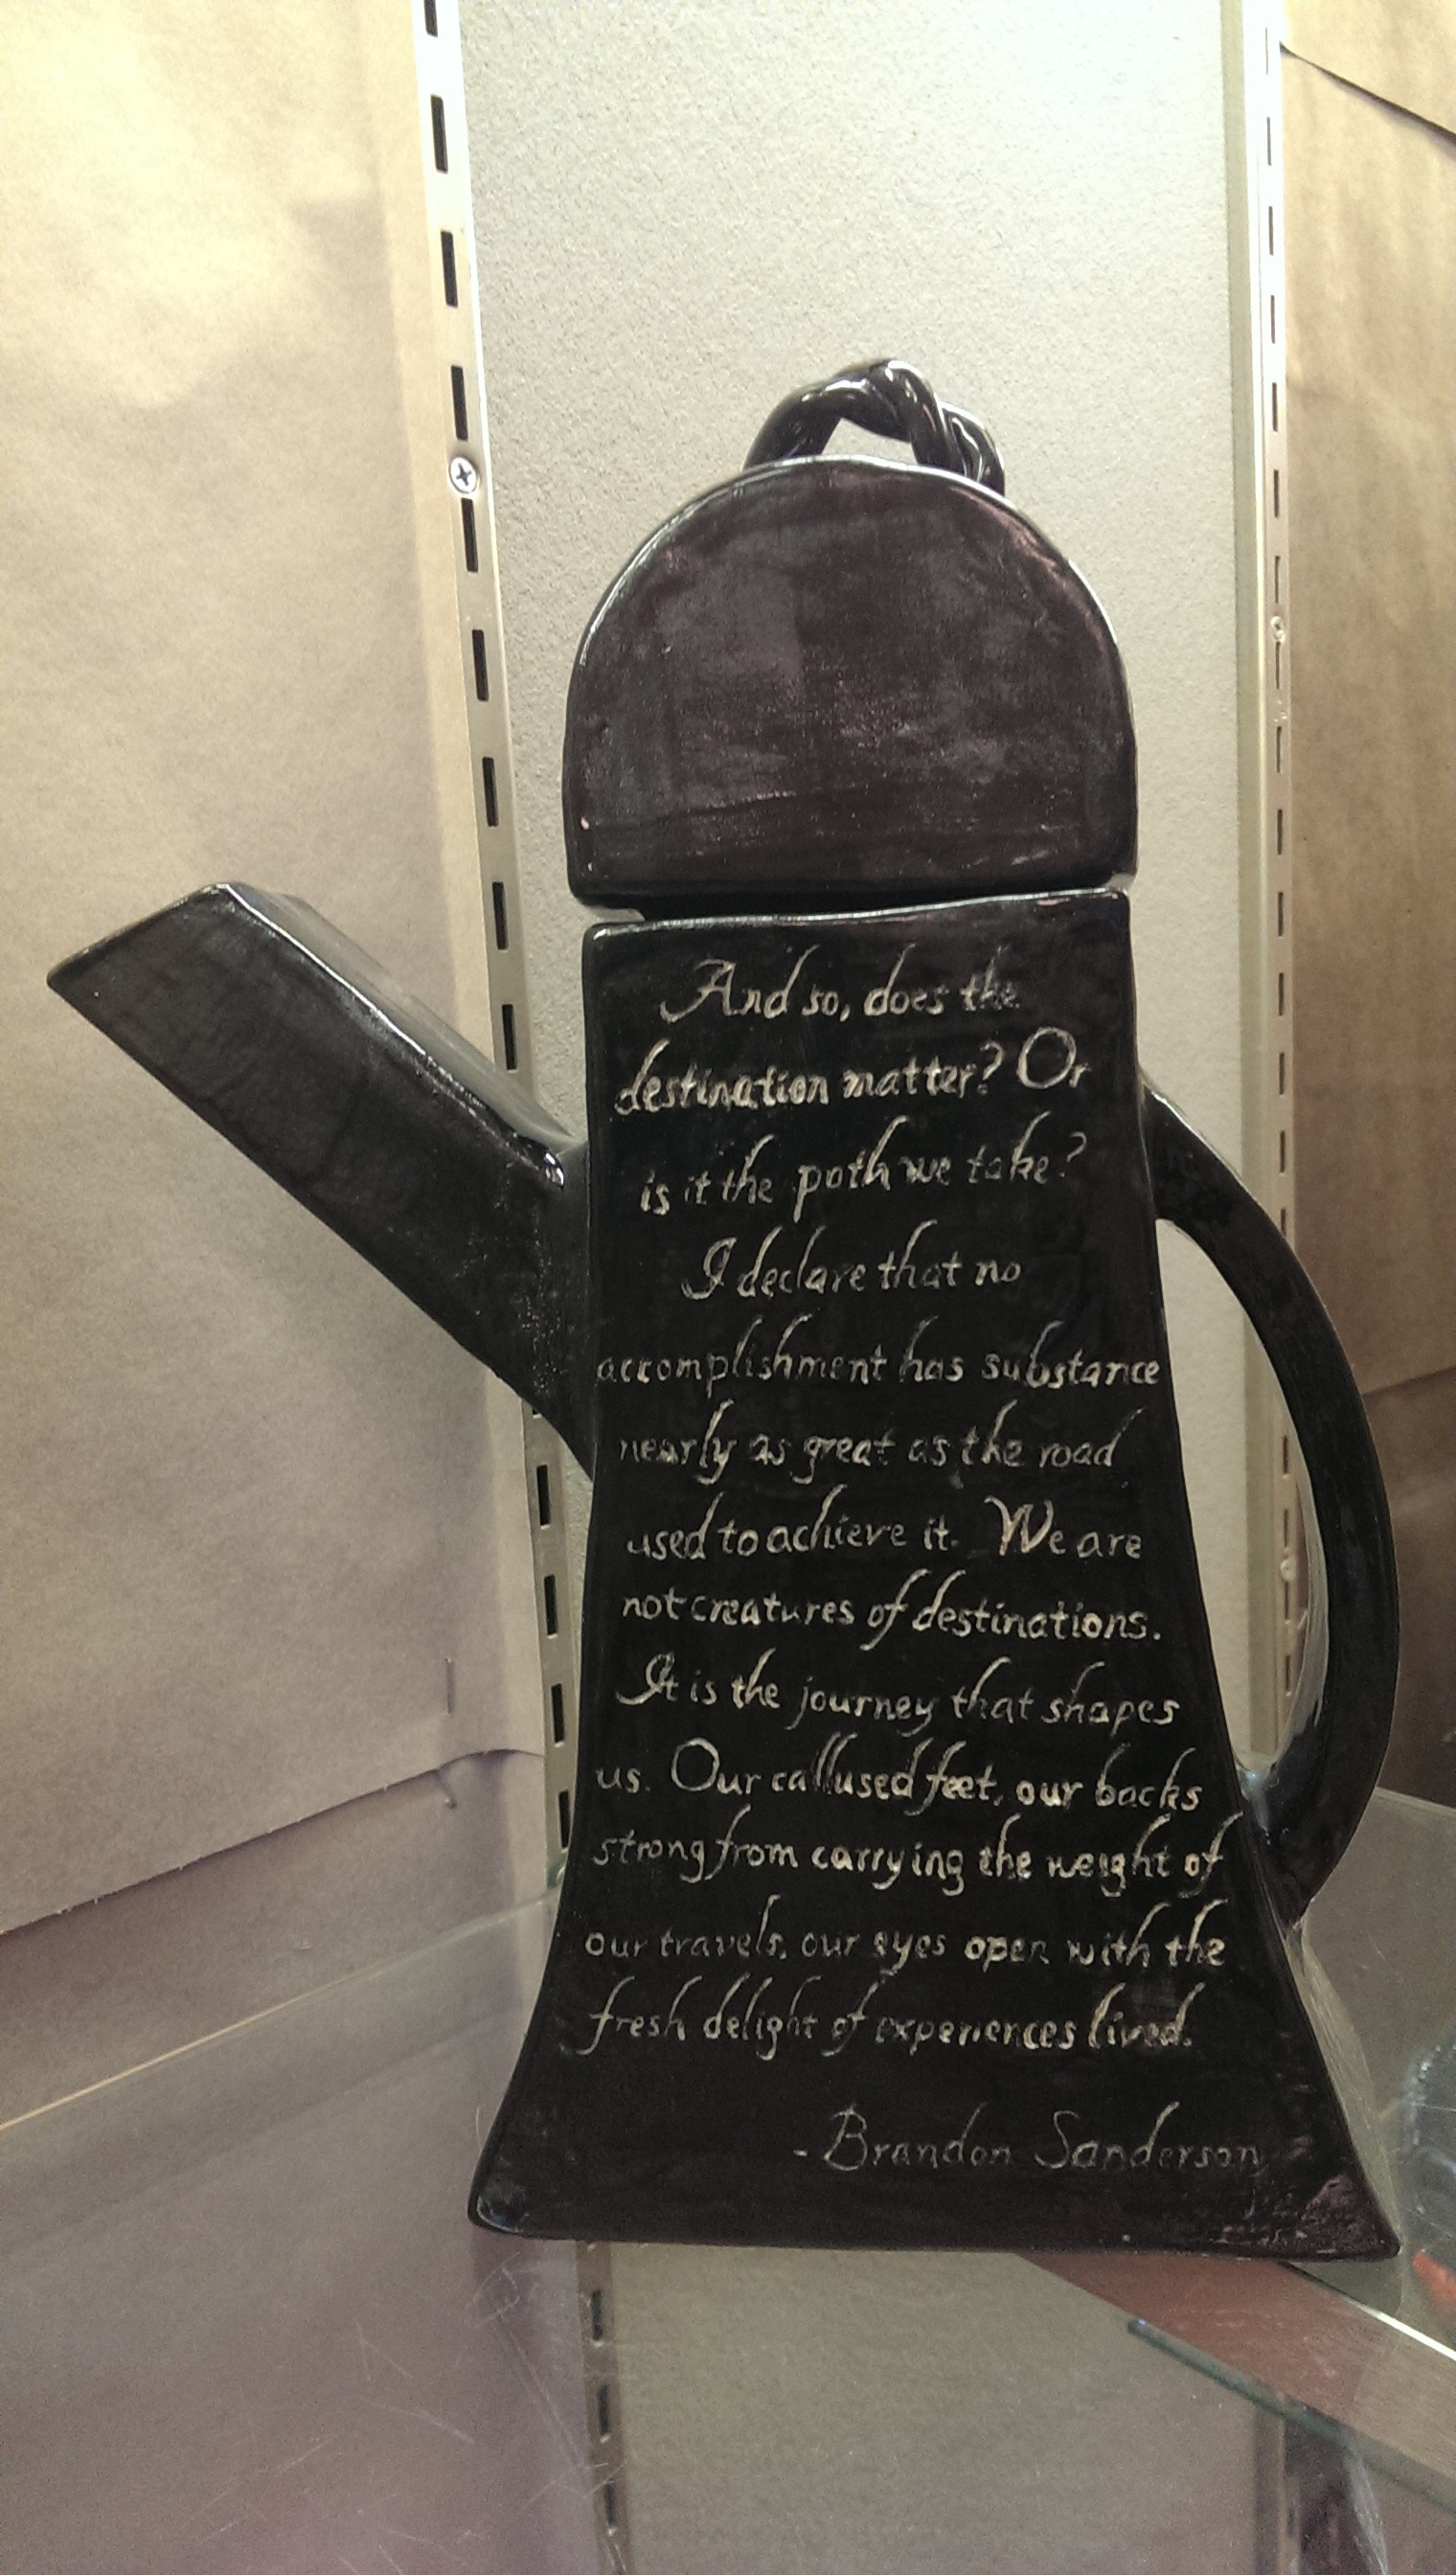 And so, does the
destination matter? Or
is it the path we take?
I declare that no
accomplishment has substance
nearly as great as the road
used to achieve it. We are
not creatures of destinations.
It is the journey that shapes
us. Our callused feet, our backs
strong from carrying the weight of
our travels, our eyes open with the
fresh delight of experiences lived.
- Brandon Sanderson